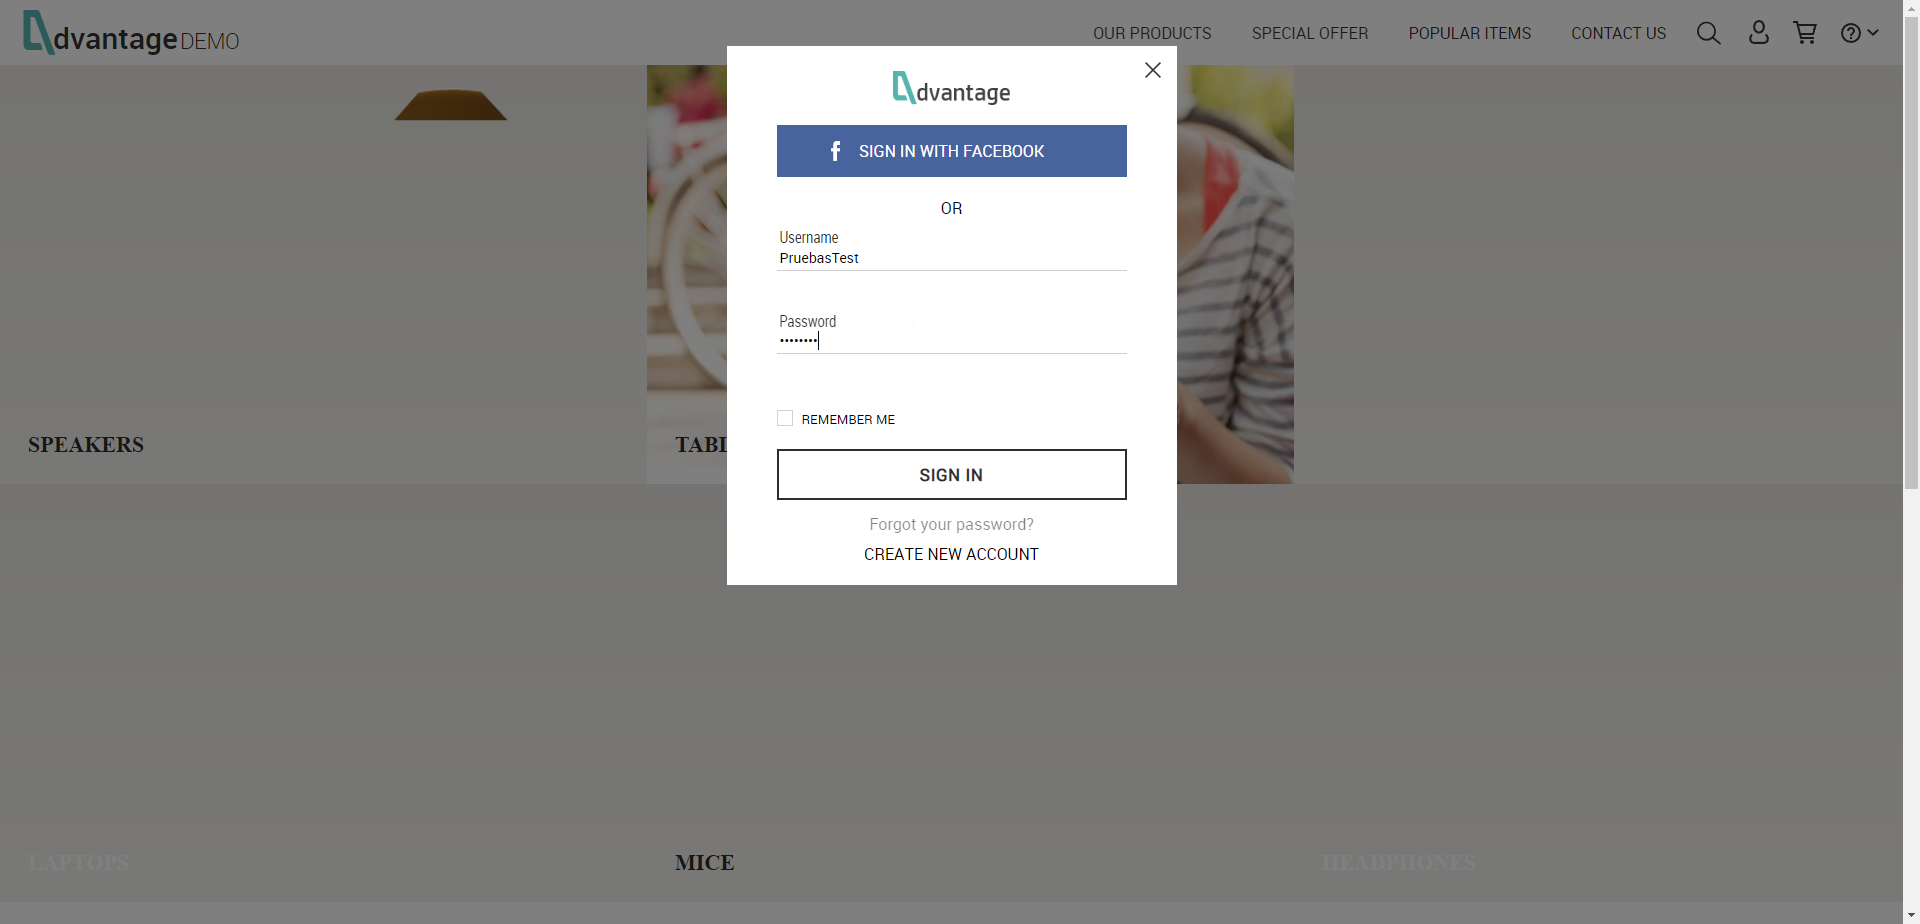 dvantage DEMO
OUR PRODUCTS
SPECIAL OFFER
POPULAR ITEMS
CONTACT US
dvantage
SIGN IN WITH FACEBOOK
OR
Username
PruebasTest
Password
••••••••
REMEMBER ME
SIGN IN
Forgot your password?
CREATE NEW ACCOUNT
SPEAKERS
TABL
LAPTOPS
MICE
HEADPHONES